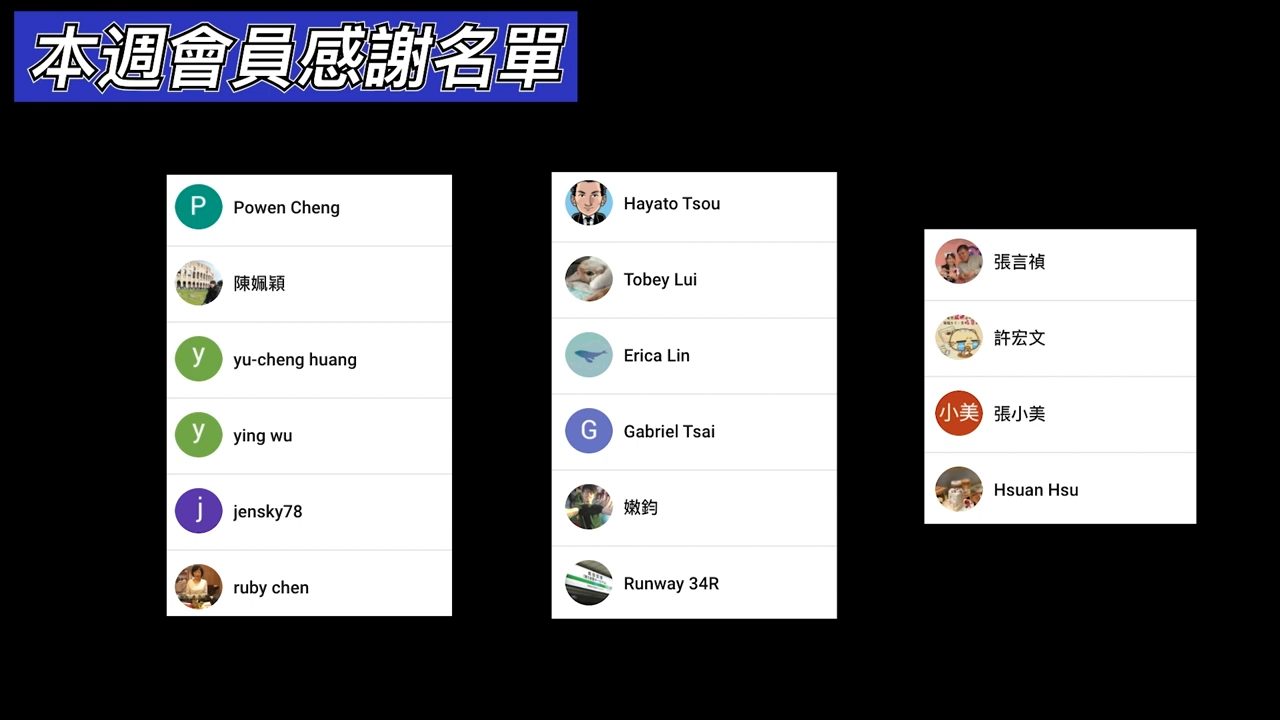 本週會員感謝名單
P
Powen Cheng
陳姵穎
y
yu-cheng huang
y
ying wu
j
jensky78
ruby chen
Hayato Tsou
Tobey Lui
Erica Lin
G
Gabriel Tsai
嫩鈞
Runway 34R
張言禎
許宏文
小美
張小美
Hsuan Hsu